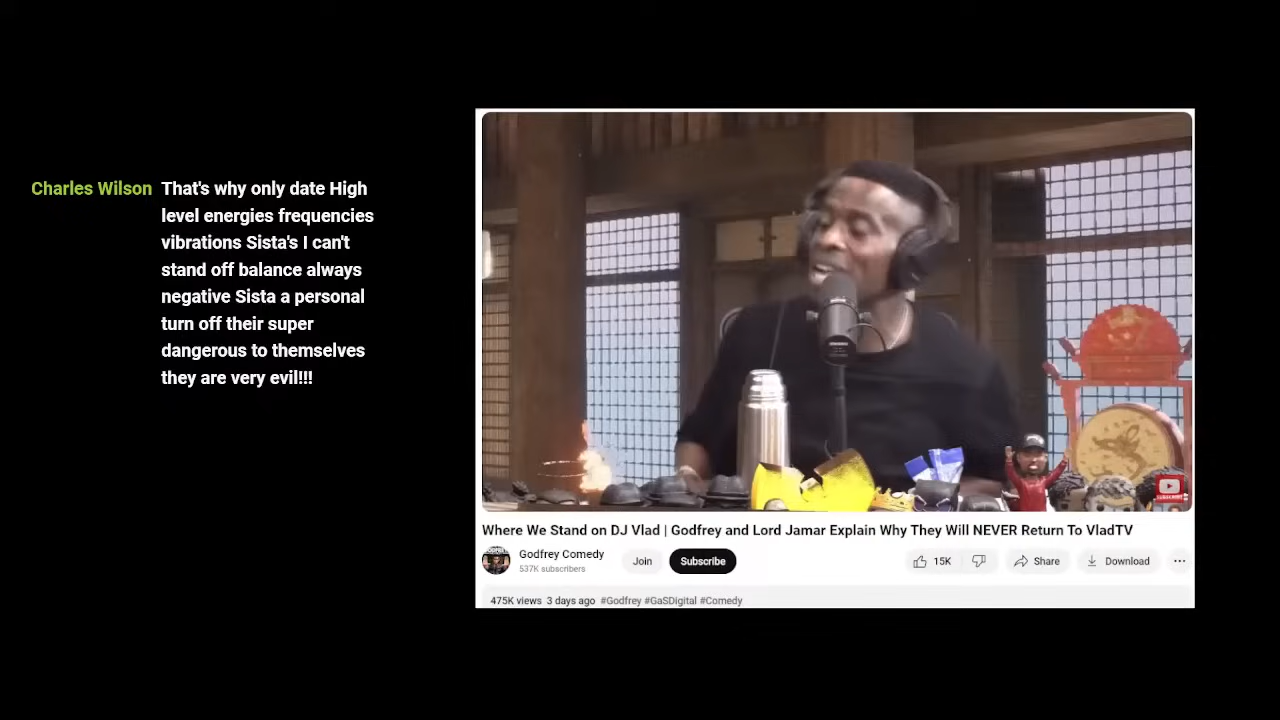 Charles Wilson That's why only date High
level energies frequencies
vibrations Sista's I can't
stand off balance always
negative Sista a personal
turn off their super
dangerous to themselves
they are very evil!!!
Where We Stand on DJ Vlad | Godfrey and Lord Jamar Explain Why They Will NEVER Return To VladTV
Godfrey Comedy
537K subscribers
Join
Subscribe
15K
Share
Download
475K views 3 days ago #Godfrey #GaSDigital #Comedy